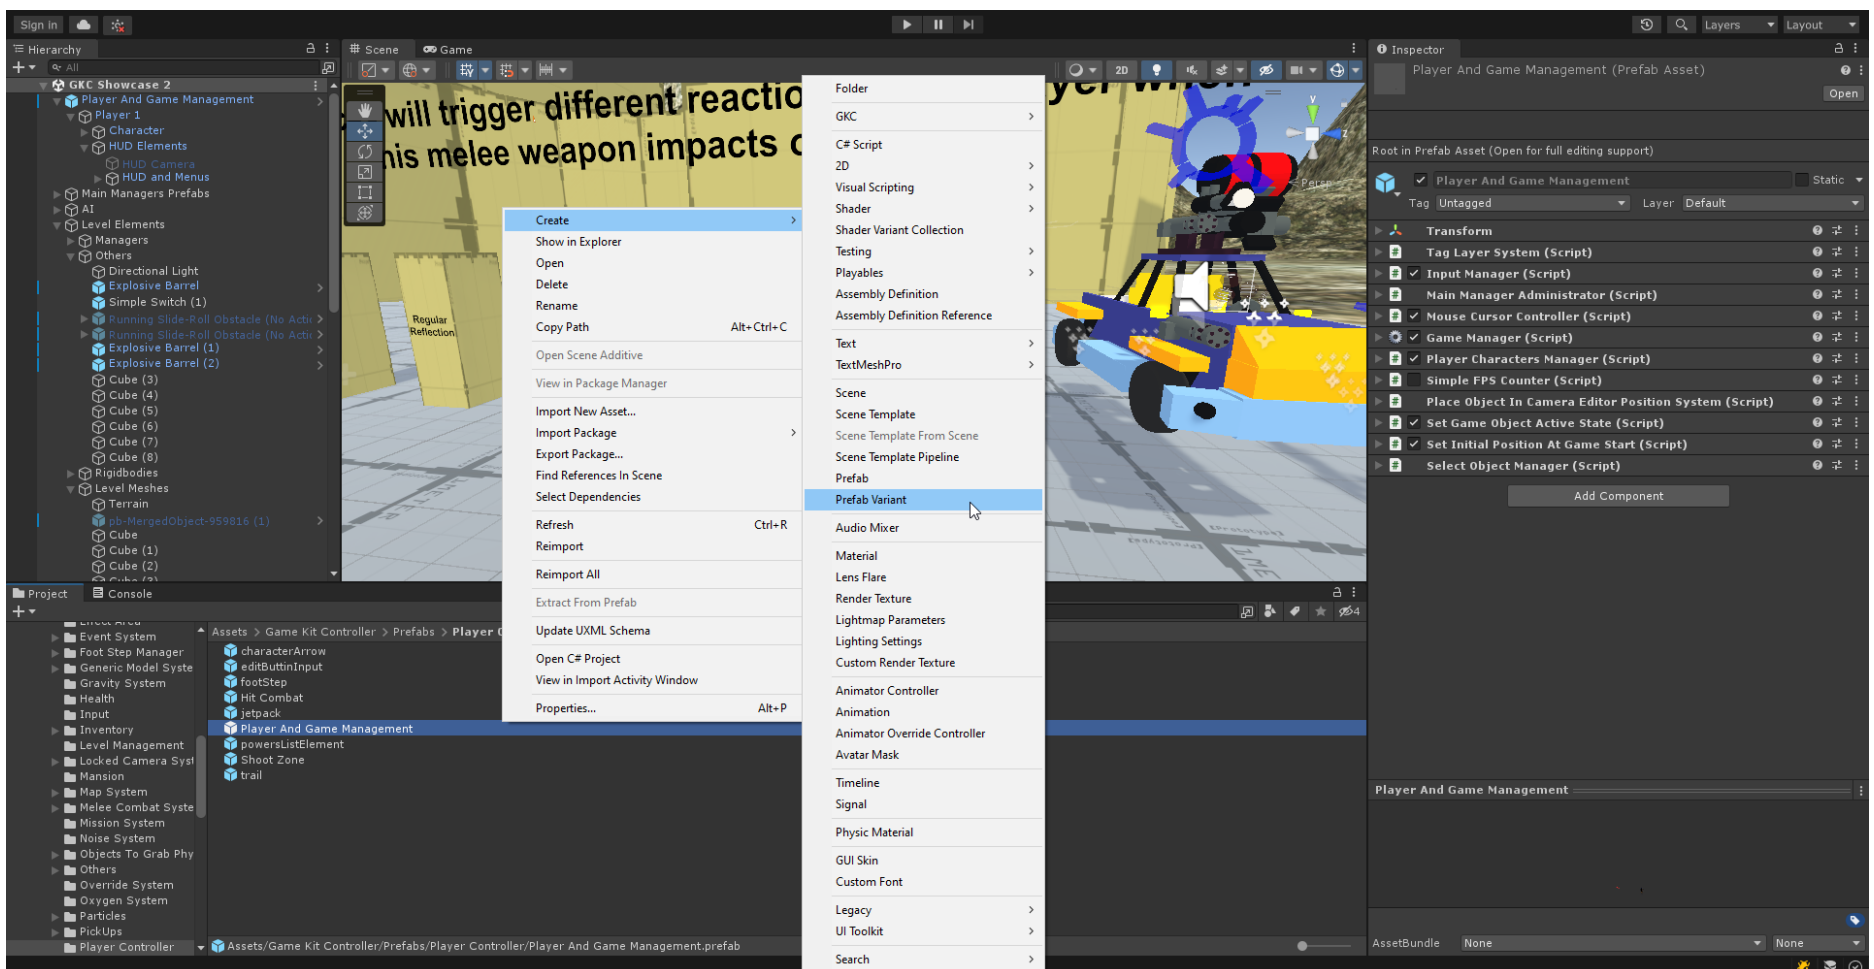 Sign in
Layers
Layout
Hierarchy
All
GKC Showcase 2
Player And Game Management
Player 1
Character
HUD Elements
HUD Camera
HUD and Menus
Main Managers Prefabs
AI
Level Elements
Managers
Others
Directional Light
Explosive Barrel
Simple Switch (1)
Running Slide-Roll Obstacle (No Actic
Running Slide-Roll Obstacle (No Actic
Explosive Barrel (1)
Explosive Barrel (2)
Cube (3)
Cube (4)
Cube (5)
Cube (6)
Cube (7)
Cube (8)
Rigidbodies
Level Meshes
Terrain
pb-MergedObject-959816 (1)
Cube
Cube (1)
Cube (2)
Scene
Game
2D
will trigger different reactio
yer when
his melee weapon impacts
Regular
Reflection
Persp
Create
Show in Explorer
Open
Delete
Rename
Copy Path Alt+Ctrl+C
Open Scene Additive
View in Package Manager
Import New Asset...
Import Package
Export Package...
Find References In Scene
Select Dependencies
Refresh Ctrl+R
Reimport
Reimport All
Extract From Prefab
Update UXML Schema
Open C# Project
View in Import Activity Window
Properties... Alt+P
Folder
GKC
C# Script
2D
Visual Scripting
Shader
Shader Variant Collection
Testing
Playables
Assembly Definition
Assembly Definition Reference
Text
TextMeshPro
Scene
Scene Template
Scene Template From Scene
Scene Template Pipeline
Prefab
Prefab Variant
Audio Mixer
Material
Lens Flare
Render Texture
Lightmap Parameters
Lighting Settings
Custom Render Texture
Animator Controller
Animation
Animator Override Controller
Avatar Mask
Timeline
Signal
Physic Material
GUI Skin
Custom Font
Legacy
UI Toolkit
Search
Inspector
Player And Game Management (Prefab Asset)
Open
Root in Prefab Asset (Open for full editing support)
Player And Game Management
Static
Tag Untagged
Layer Default
Transform
Tag Layer System (Script)
Input Manager (Script)
Main Manager Administrator (Script)
Mouse Cursor Controller (Script)
Game Manager (Script)
Player Characters Manager (Script)
Simple FPS Counter (Script)
Place Object In Camera Editor Position System (Script)
Set Game Object Active State (Script)
Set Initial Position At Game Start (Script)
Select Object Manager (Script)
Add Component
Player And Game Management
AssetBundle None None
Project
Console
4
Event System
Foot Step Manager
Generic Model Syste
Gravity System
Health
Input
Inventory
Level Management
Locked Camera Syst
Mansion
Map System
Melee Combat Syste
Mission System
Noise System
Objects To Grab Phy
Others
Override System
Oxygen System
Particles
PickUps
Player Controller
Assets > Game Kit Controller > Prefabs > Player C
characterArrow
editButtinInput
footStep
Hit Combat
jetpack
Player And Game Management
powersListElement
Shoot Zone
trail
Assets/Game Kit Controller/Prefabs/Player Controller/Player And Game Management.prefab